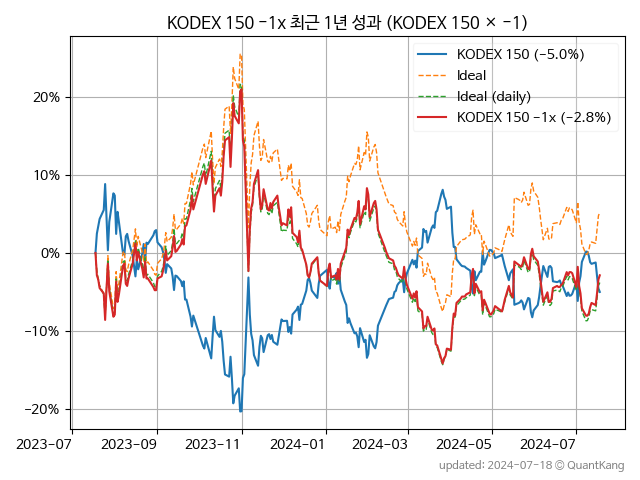 KODEX 150 −1x 최근 1년 성과 (KODEX 150 × −1)
KODEX 150 (−5.0%)
Ideal
Ideal (daily)
KODEX 150 −1x (−2.8%)
20%
10%
0%
−10%
−20%
2023-07 2023-09 2023-11 2024-01 2024-03 2024-05 2024-07
updated: 2024-07-18 © QuantKang